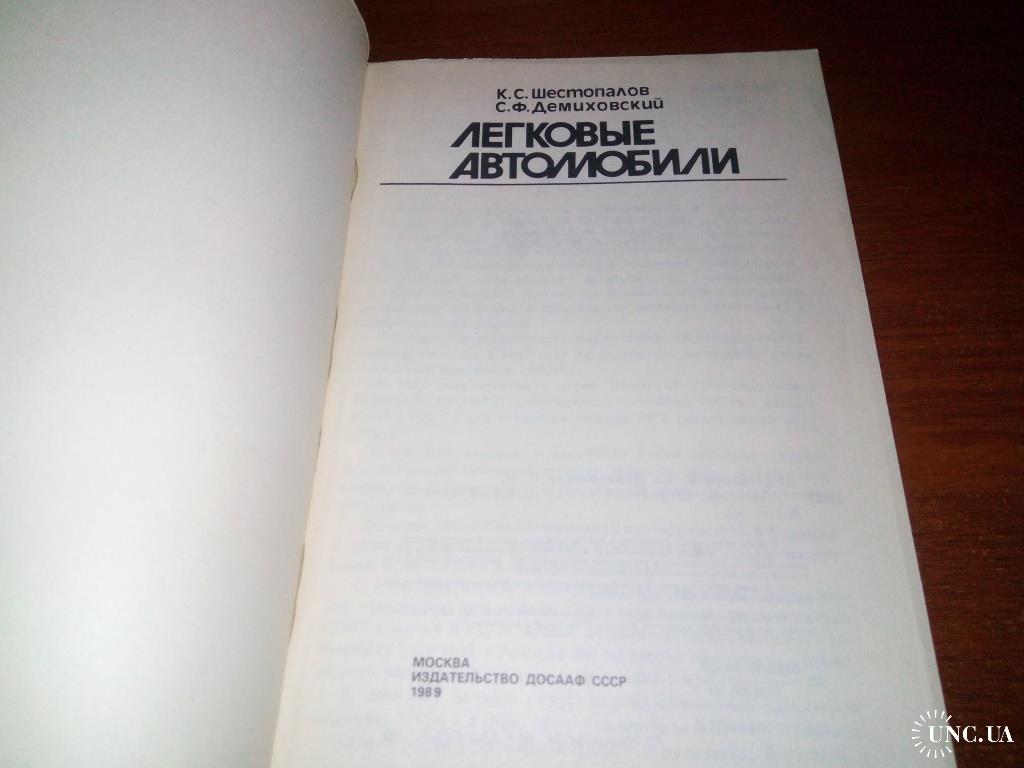 К.С.Шестопалов
С.Ф.Демиховский
ЛЕГКОВЫЕ
АВТОМОБИЛИ
МОСКВА
ИЗДАТЕЛЬСТВО ДОСААФ СССР
1989
UNC.UA